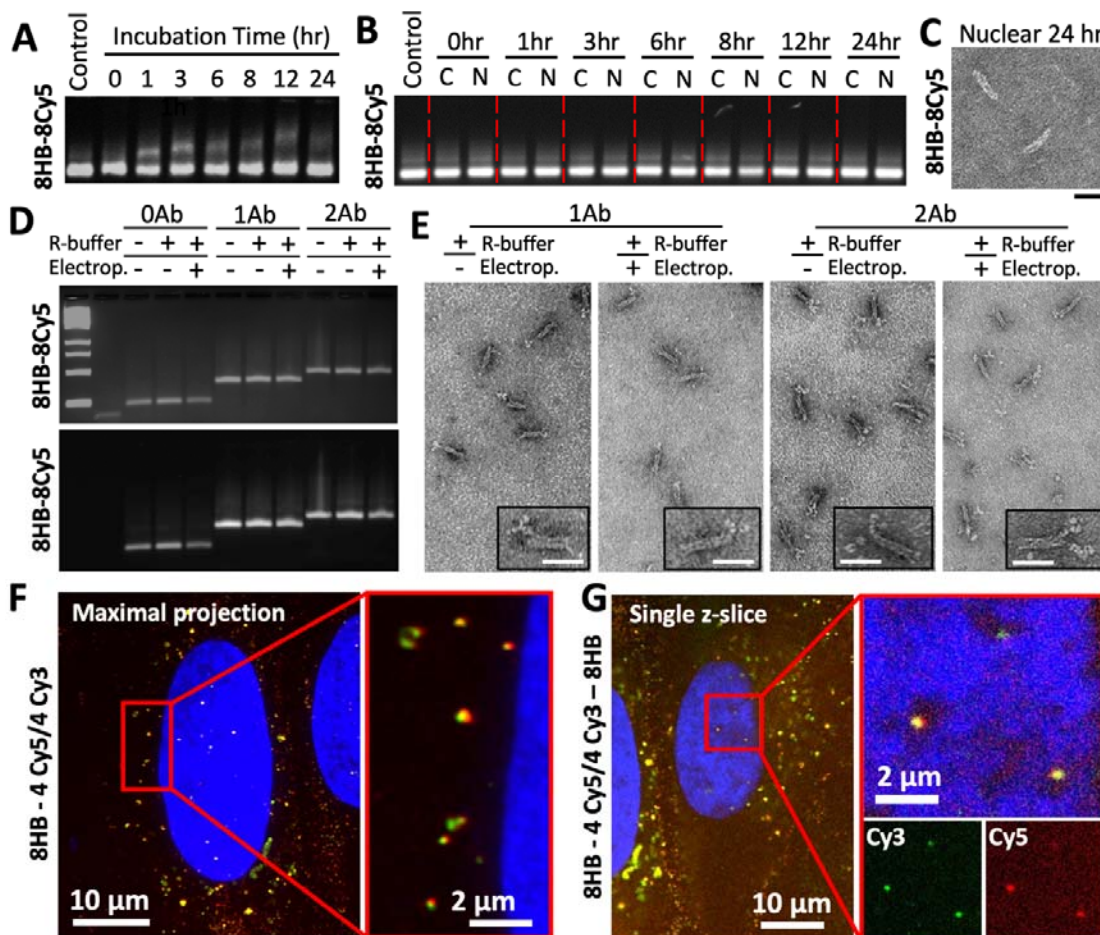 A
Control
Incubation Time (hr)
0 1 3 6 8 12 24
1h
8HB-8Cy5
B
Control
0hr 1hr 3hr 6hr 8hr 12hr 24hr
C N C N C N C N C N C N C N
8HB-8Cy5
C
Nuclear 24 hr
8HB-8Cy5
D
0Ab 1Ab 2Ab
R-buffer - + + - + + - + +
Electrop. - - + - - + - - +
8HB-8Cy5
8HB-8Cy5
E
1Ab 2Ab
+ R-buffer + R-buffer + R-buffer + R-buffer
- Electrop. + Electrop. - Electrop. + Electrop.
F
Maximal projection
8HB - 4 Cy5/4 Cy3
10 μm
2 μm
G
Single z-slice
8HB - 4 Cy5/4 Cy3 – 8HB
10 μm
2 μm
Cy3
Cy5